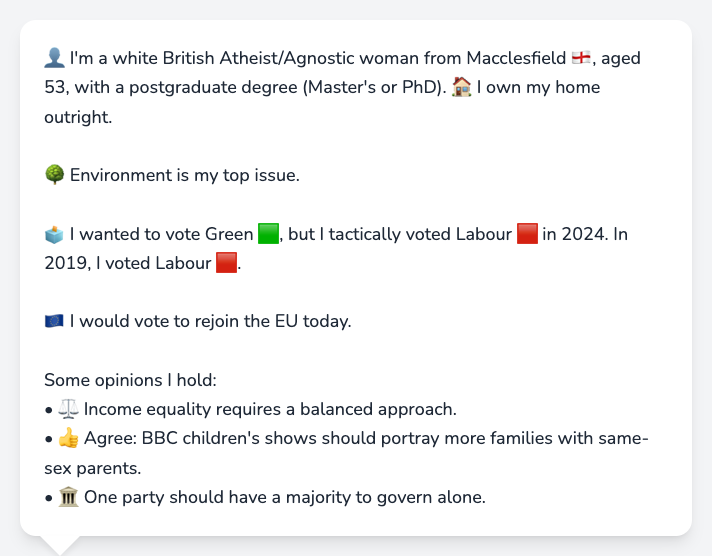 👤 I'm a white British Atheist/Agnostic woman from Macclesfield 🏴󠁧󠁢󠁥󠁮󠁧󠁿, aged
53, with a postgraduate degree (Master's or PhD). 🏠 I own my home
outright.
🌳 Environment is my top issue.
🗳️ I wanted to vote Green 🟩, but I tactically voted Labour 🟥 in 2024. In
2019, I voted Labour 🟥.
🇪🇺 I would vote to rejoin the EU today.
Some opinions I hold:
• ⚖️ Income equality requires a balanced approach.
• 👍 Agree: BBC children's shows should portray more families with same-
sex parents.
• 🏛️ One party should have a majority to govern alone.